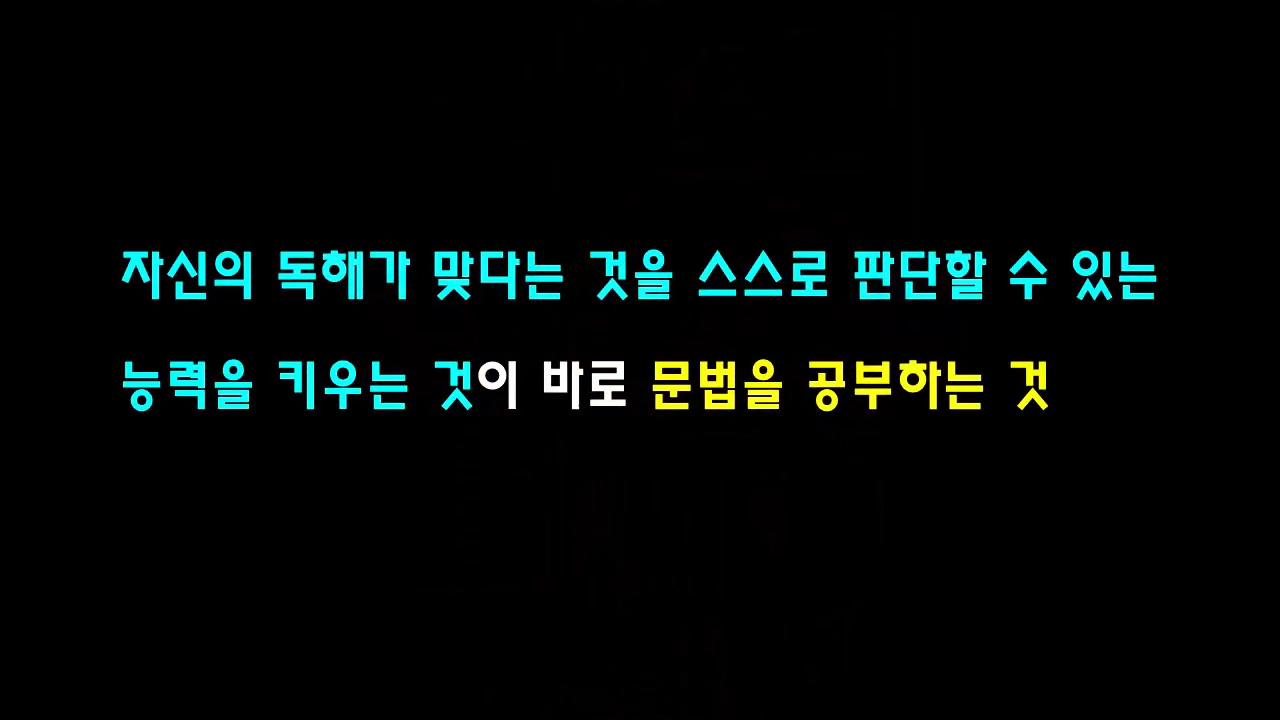 자신의 독해가 맞다는 것을 스스로 판단할 수 있는
능력을 키우는 것이 바로 문법을 공부하는 것